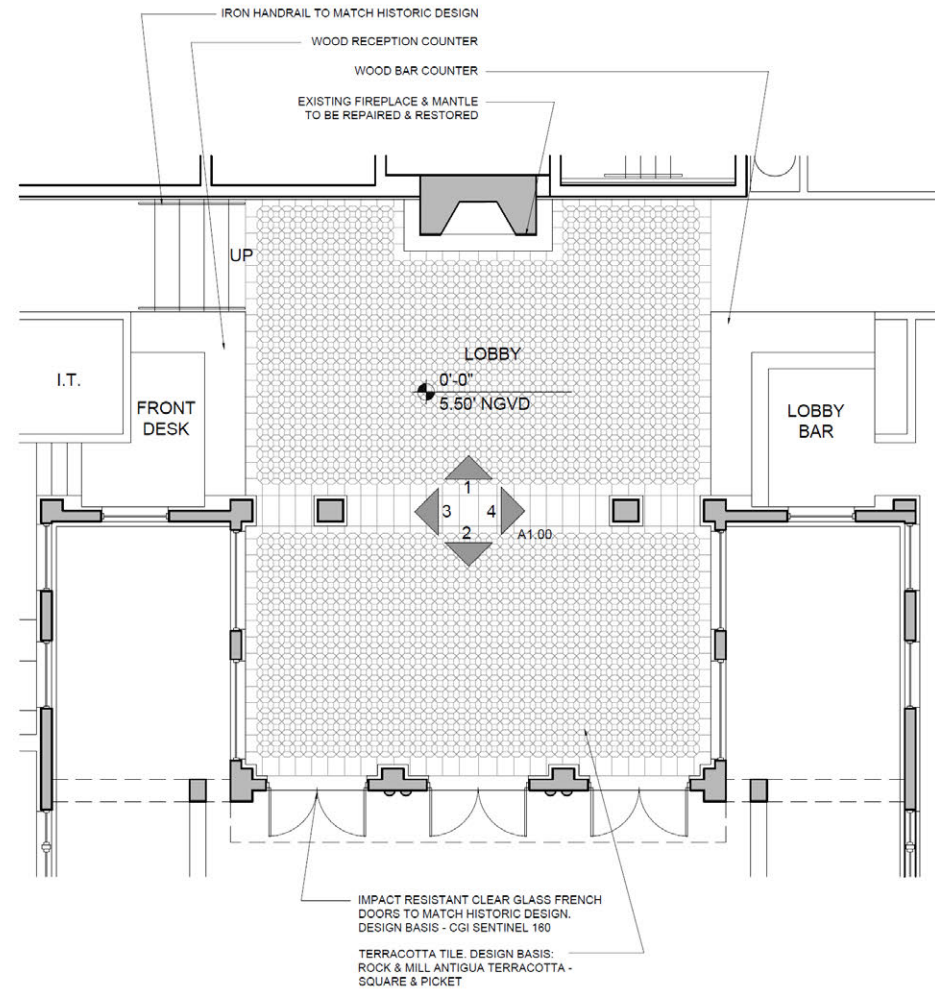 IRON HANDRAIL TO MATCH HISTORIC DESIGN
WOOD RECEPTION COUNTER
WOOD BAR COUNTER
EXISTING FIREPLACE & MANTLE
TO BE REPAIRED & RESTORED
UP
LOBBY
0'-0"
5.50' NGVD
I.T.
FRONT
DESK
LOBBY
BAR
1
3 4
2
A1.00
IMPACT RESISTANT CLEAR GLASS FRENCH
DOORS TO MATCH HISTORIC DESIGN.
DESIGN BASIS - CGI SENTINEL 160
TERRACOTTA TILE. DESIGN BASIS:
ROCK & MILL ANTIGUA TERRACOTTA -
SQUARE & PICKET